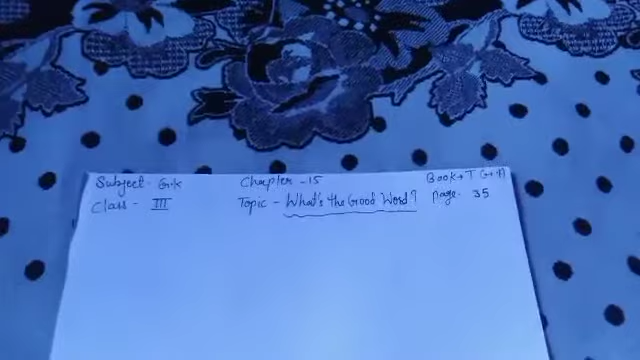 Subject - G.K Chapter - 15 Book → T
Class - III Topic - What's the Good Word? Page - 35